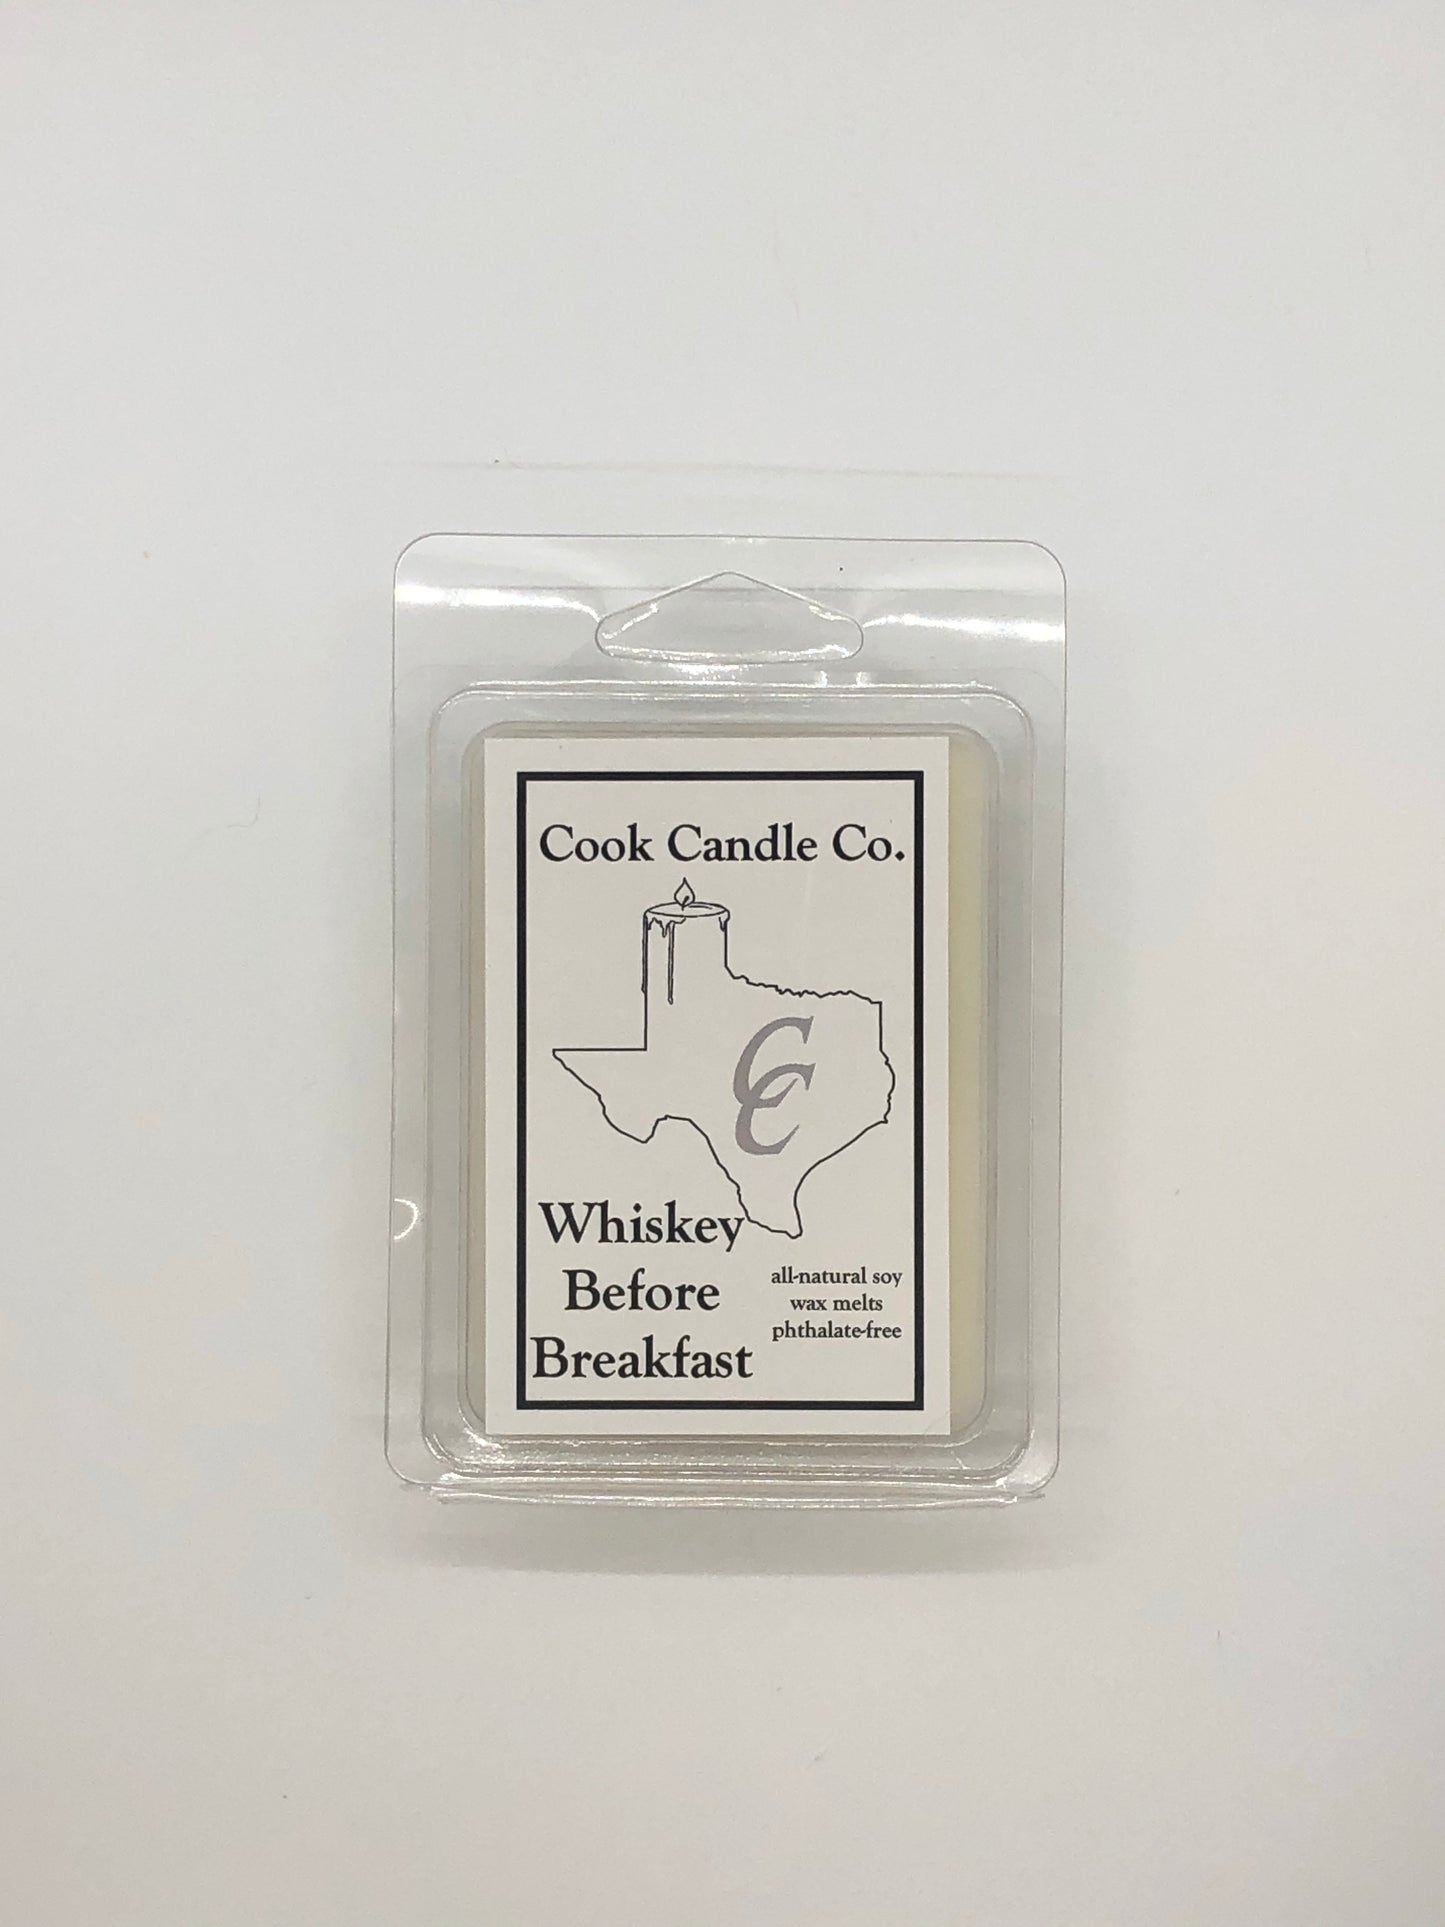 Cook Candle Co.
CC
Whiskey
Before
Breakfast
all-natural soy
wax melts
phthalate-free